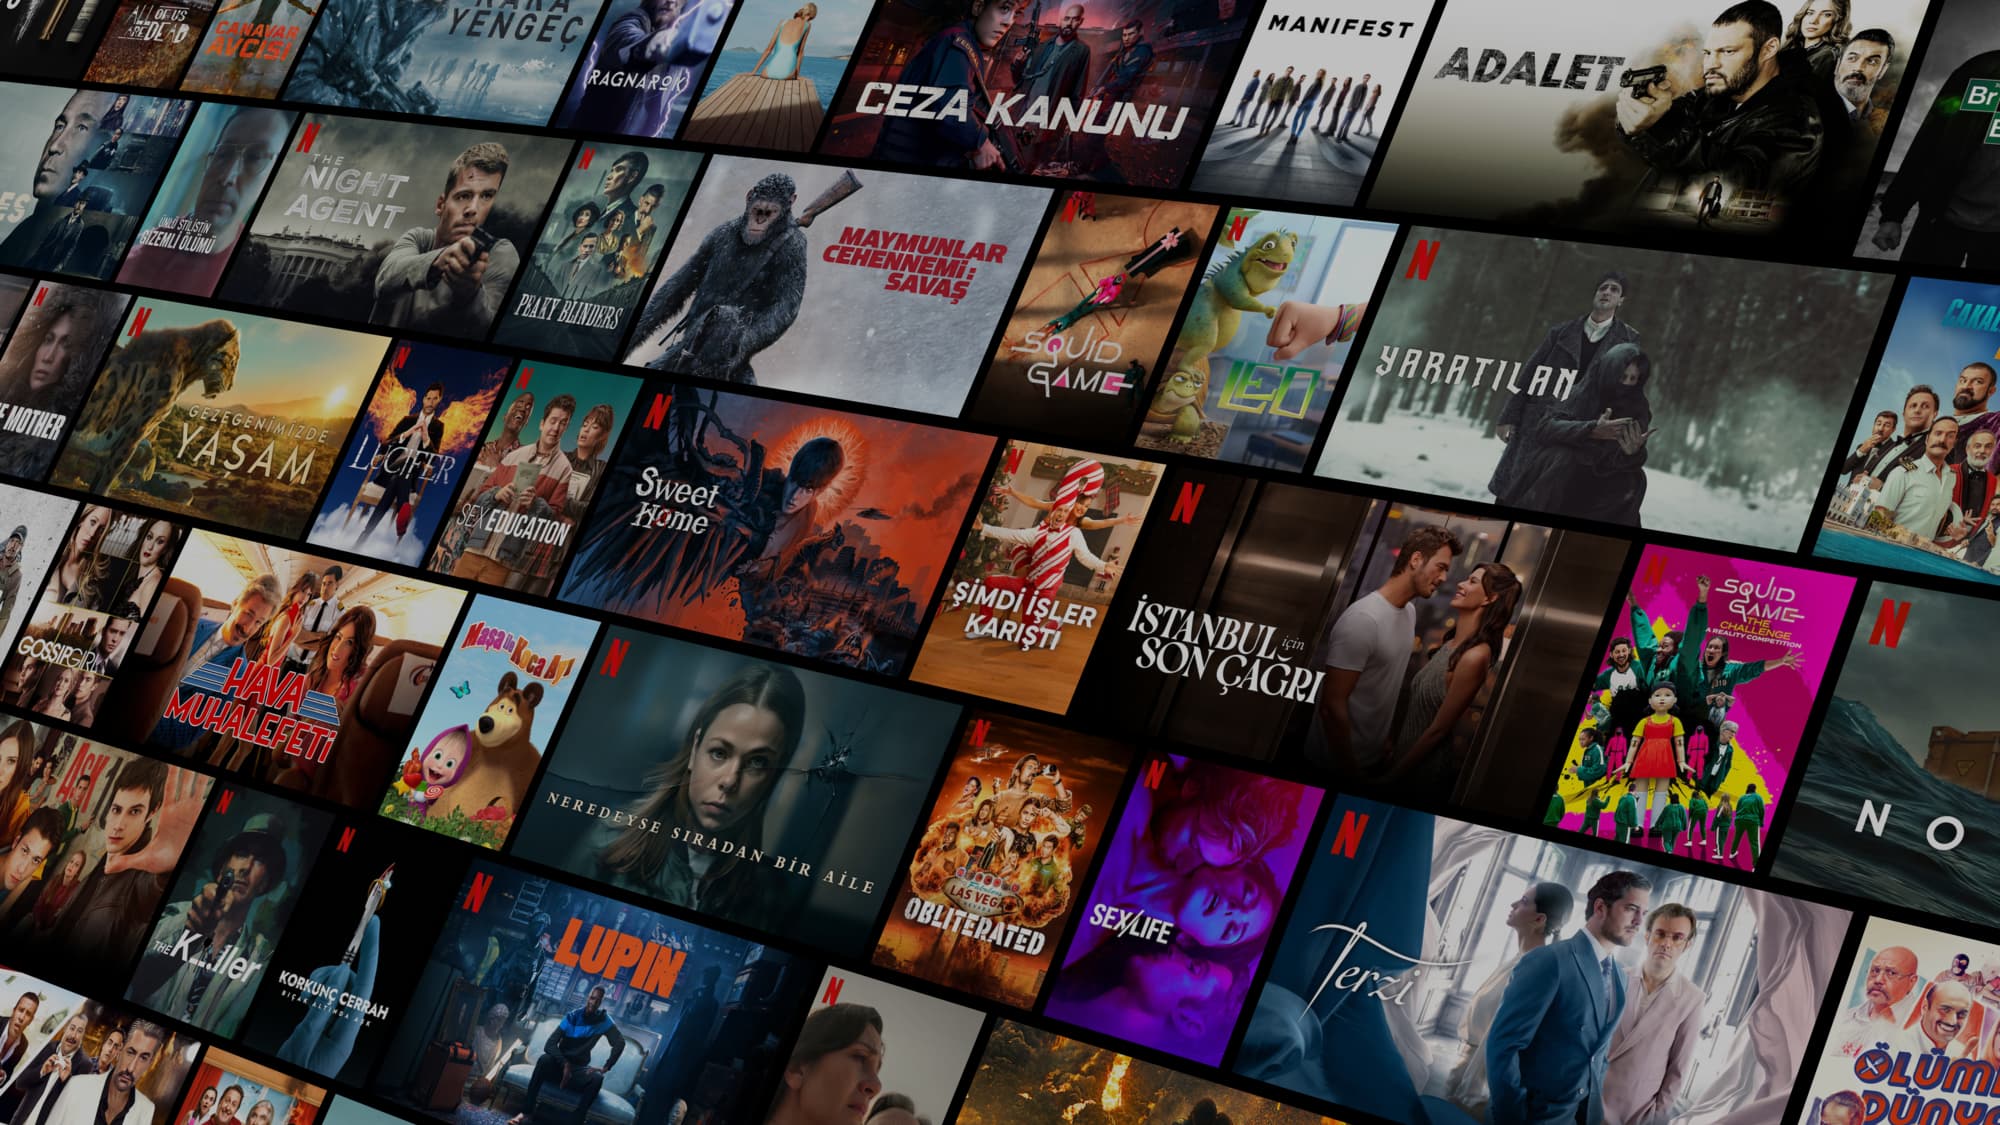 ALL OF US
ARE DEAD
CANAVAR
AVCISI
KARA
YENGEÇ
RAGNAROK
CEZA KANUNU
MANIFEST
ADALET
Br
ES
ÜNLÜ STİLİSTİN
GİZEMLİ ÖLÜMÜ
N
THE
NIGHT
AGENT
N
PEAKY BLINDERS
MAYMUNLAR
CEHENNEMİ:
SAVAŞ
N
SQUID
GAME
N
LEO
N
YARATILAN
ÇAKAL
N
E MOTHER
N
GEZEGENİMİZDE
YAŞAM
N
LUCIFER
N
SEX EDUCATION
N
Sweet
Home
N
ŞİMDİ İŞLER
KARIŞTI
N
İSTANBUL için
SON ÇAĞRI
N
SQUID
GAME
THE
CHALLENGE
A REALITY COMPETITION
N
N O
GOSSIP GIRL
HAVA
MUHALEFETİ
Maşa ile Koca Ayı
N
NEREDEYSE SIRADAN BİR AİLE
N
LAS VEGAS
OBLITERATED
N
SEX/LIFE
N
Terzi
AŞK
N
THE Killer
N
KORKUNÇ CERRAH
BIÇAK ALTINDA AŞK
N
LUPIN
N
ÖLÜM
DÜNYA